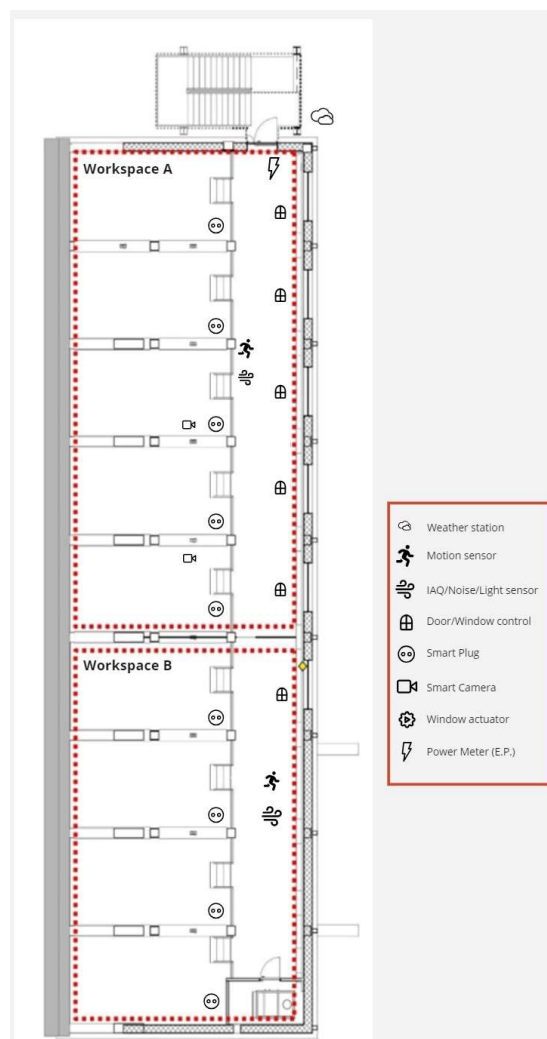 Workspace A
Workspace B
Weather station
Motion sensor
IAQ/Noise/Light sensor
Door/Window control
Smart Plug
Smart Camera
Window actuator
Power Meter (E.P.)